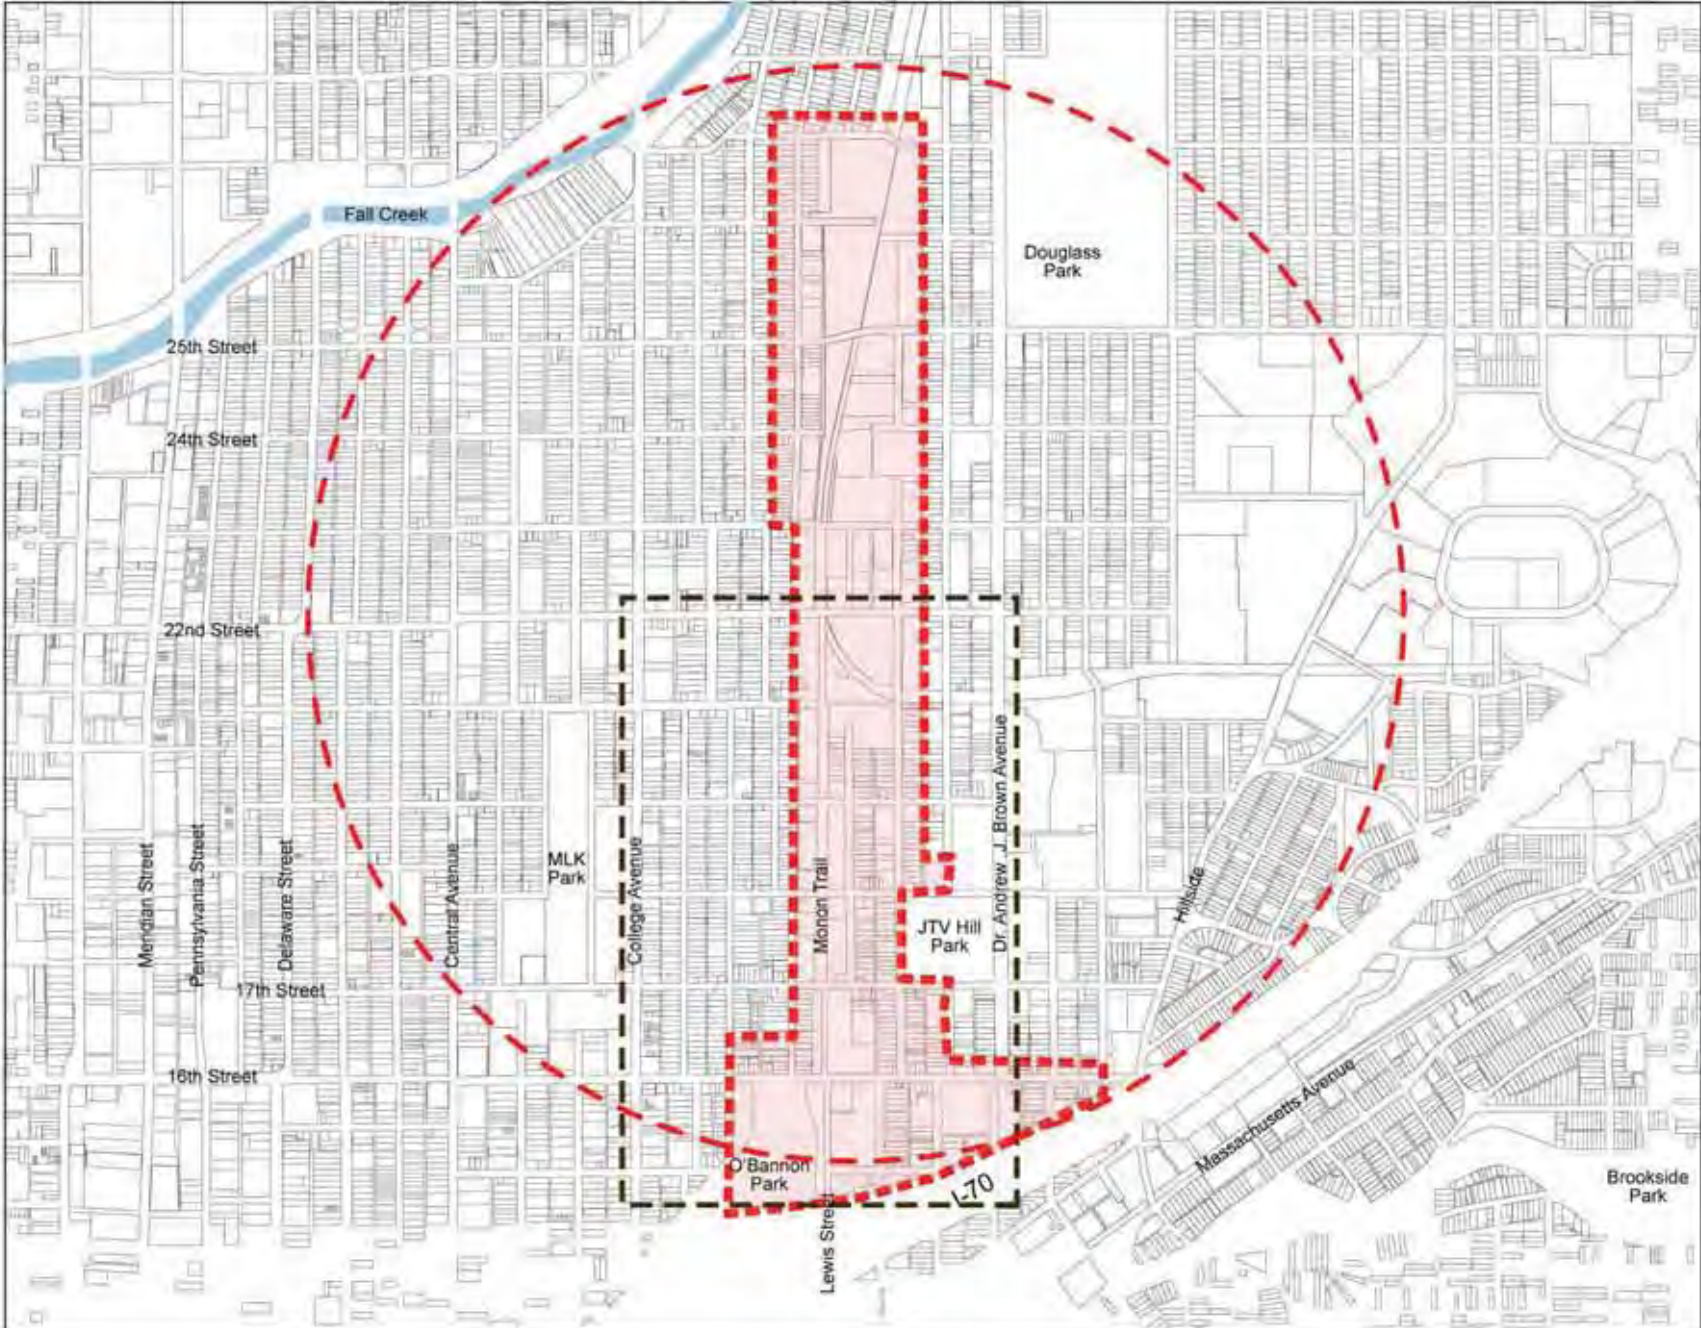 Fall Creek
Douglass
Park
25th Street
24th Street
22nd Street
Meridian Street
Pennsylvania Street
Delaware Street
Central Avenue
MLK
Park
College Avenue
Monon Trail
JTV Hill
Park
Dr. Andrew J. Brown Avenue
Hillside
17th Street
16th Street
O'Bannon
Park
Lewis Street
I-70
Massachusetts Avenue
Brookside
Park